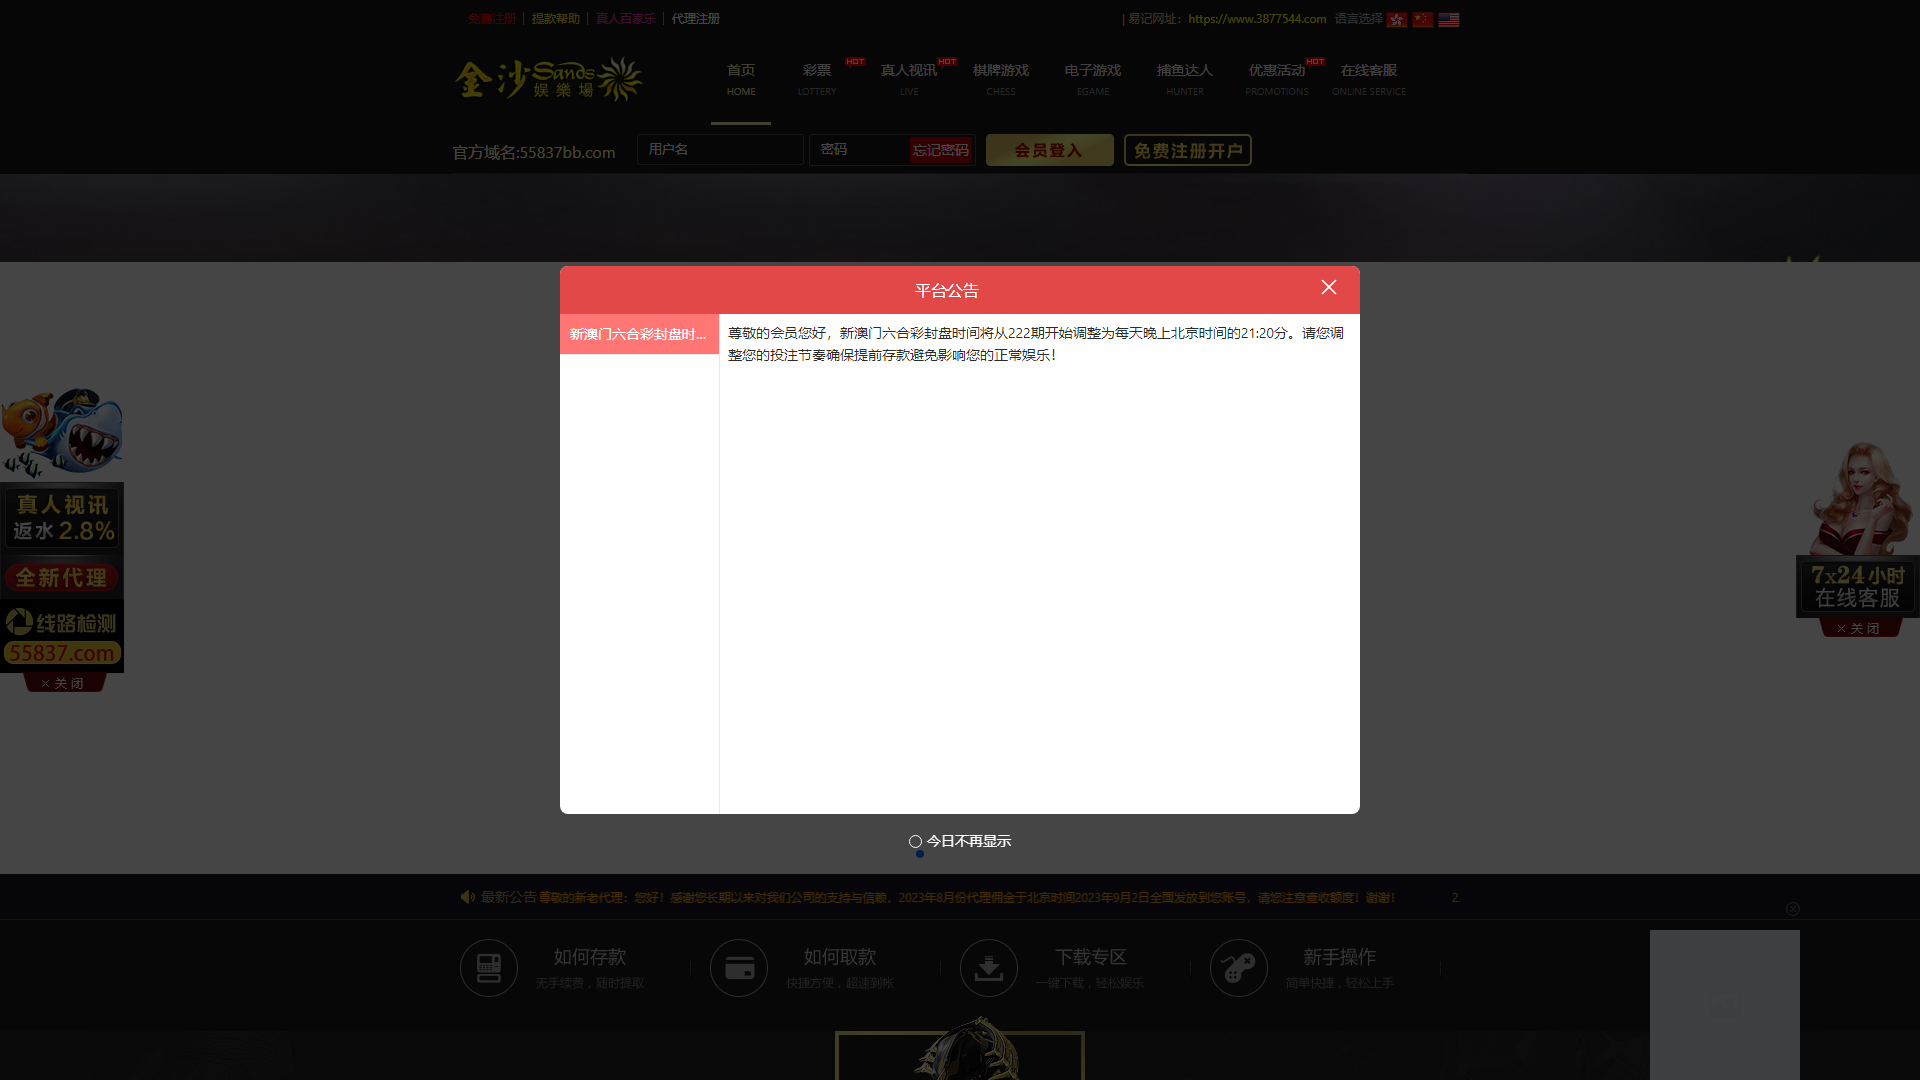 免费注册 | 提款帮助 | 真人百家乐 | 代理注册
| 易记网址: https://www.3877544.com 语言选择
金沙 Sands 娱樂場
首页 HOME
彩票 LOTTERY HOT
真人视讯 LIVE HOT
棋牌游戏 CHESS
电子游戏 EGAME
捕鱼达人 HUNTER
优惠活动 PROMOTIONS HOT
在线客服 ONLINE SERVICE
官方域名:55837bb.com 用户名 密码 忘记密码 会员登入 免费注册开户
平台公告
新澳门六合彩封盘时...
尊敬的会员您好，新澳门六合彩封盘时间将从222期开始调整为每天晚上北京时间的21:20分。请您调
整您的投注节奏确保提前存款避免影响您的正常娱乐！
真人视讯
返水 2.8%
全新代理
线路检测
55837.com
× 关闭
7x24小时
在线客服
× 关闭
今日不再显示
最新公告 尊敬的新老代理：您好！感谢您长期以来对我们公司的支持与信赖，2023年8月份代理佣金于北京时间2023年9月2日全面发放到您账号，请您注意查收额度！谢谢！ 2.
如何存款
无手续费，随时提取
如何取款
快捷方便，超速到帐
下载专区
一键下载，轻松娱乐
新手操作
简单快捷，轻松上手